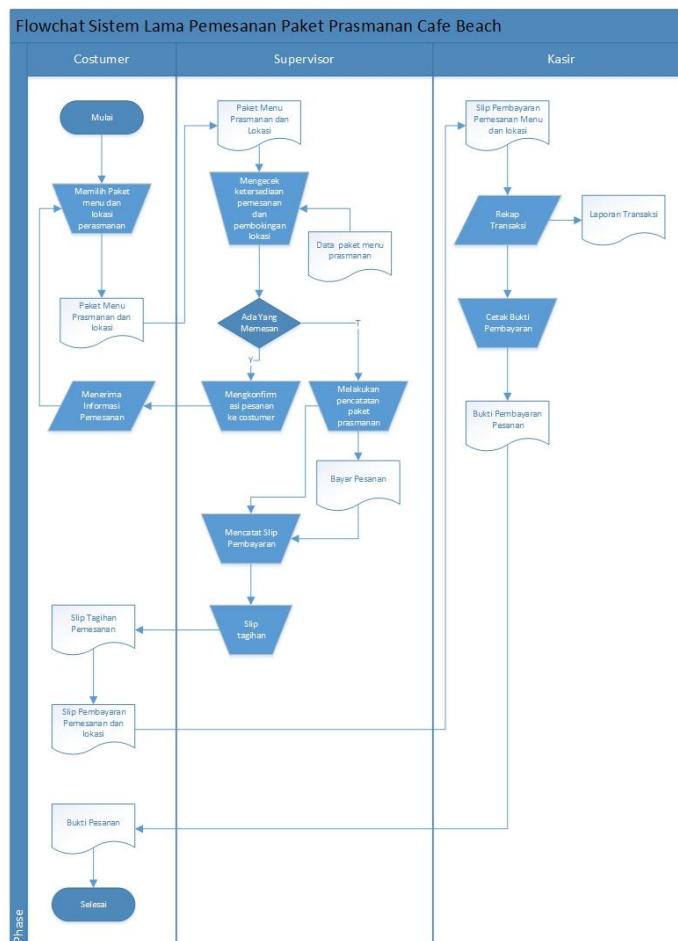 Flowchat Sistem Lama Pemesanan Paket Prasmanan Cafe Beach
Costumer
Supervisor
Kasir
Mulai
Memilih Paket
menu dan
lokasi
perasmanan
Paket Menu
Prasmanan dan
lokasi
Menerima
Informasi
Pemesanan
Slip Tagihan
Pemesanan
Slip Pembayaran
Pemesanan dan
lokasi
Bukti Pesanan
Selesai
Paket Menu
Prasmanan dan
Lokasi
Mengecek
ketersediaan
pemesanan
dan
pembokingan
lokasi
Data paket menu
prasmanan
Ada Yang
Memesan
T
Y
Mengkonfirm
asi pesanan
ke costumer
Melakukan
pencatatan
paket
prasmanan
Bayar Pesanan
Mencatat Slip
Pembayaran
Slip
tagihan
Slip Pembayaran
Pemesanan Menu
dan lokasi
Rekap
Transaksi
Laporan Transaksi
Cetak Bukti
Pembayaran
Bukti Pembayaran
Pesanan
Phase